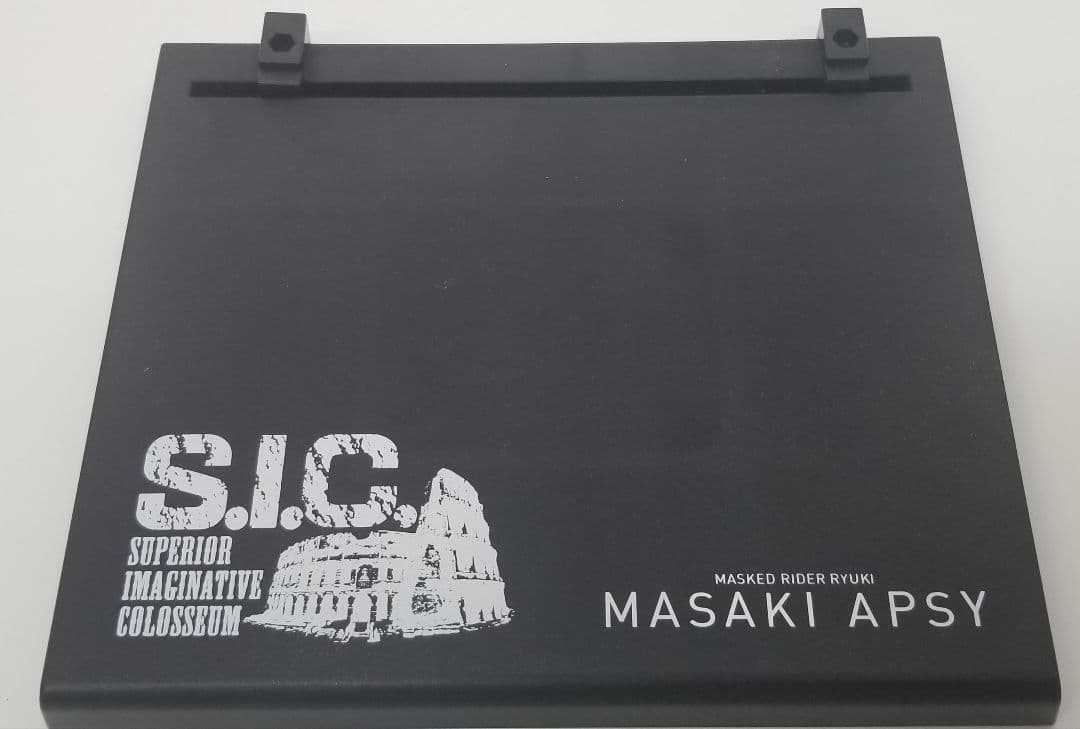 S.I.C.
SUPERIOR
IMAGINATIVE
COLOSSEUM
MASKED RIDER RYUKI
MASAKI APSY